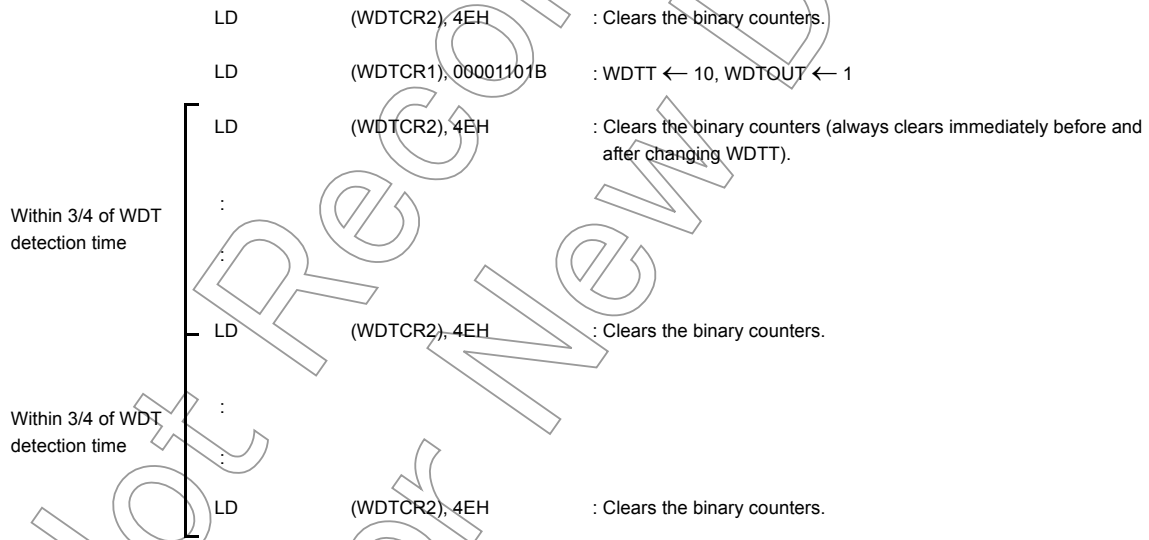 LD (WDTCR2), 4EH : Clears the binary counters.
LD (WDTCR1), 00001101B : WDTT ← 10, WDTOUT ← 1
LD (WDTCR2), 4EH : Clears the binary counters (always clears immediately before and
after changing WDTT).
Within 3/4 of WDT :
detection time
:
LD (WDTCR2), 4EH : Clears the binary counters.
Within 3/4 of WDT :
detection time
:
LD (WDTCR2), 4EH : Clears the binary counters.